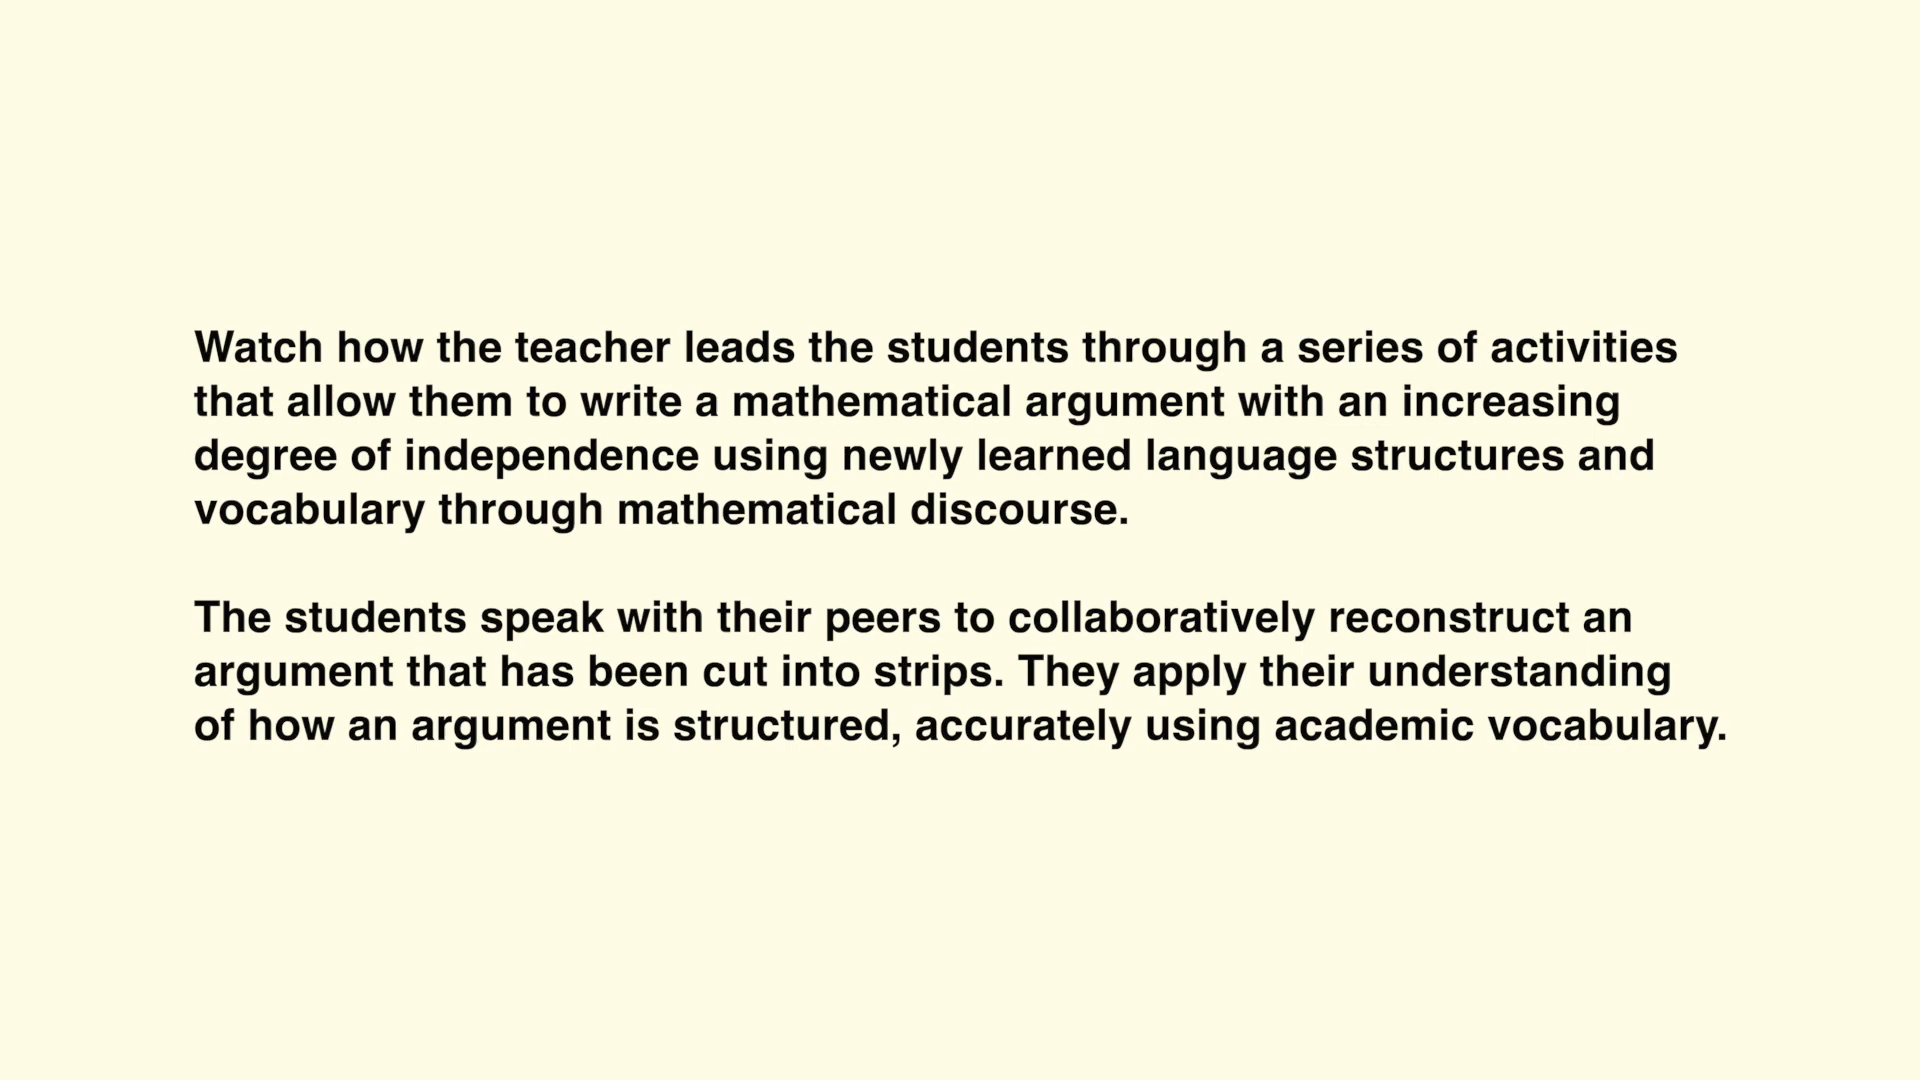 Watch how the teacher leads the students through a series of activities
that allow them to write a mathematical argument with an increasing
degree of independence using newly learned language structures and
vocabulary through mathematical discourse.
The students speak with their peers to collaboratively reconstruct an
argument that has been cut into strips. They apply their understanding
of how an argument is structured, accurately using academic vocabulary.